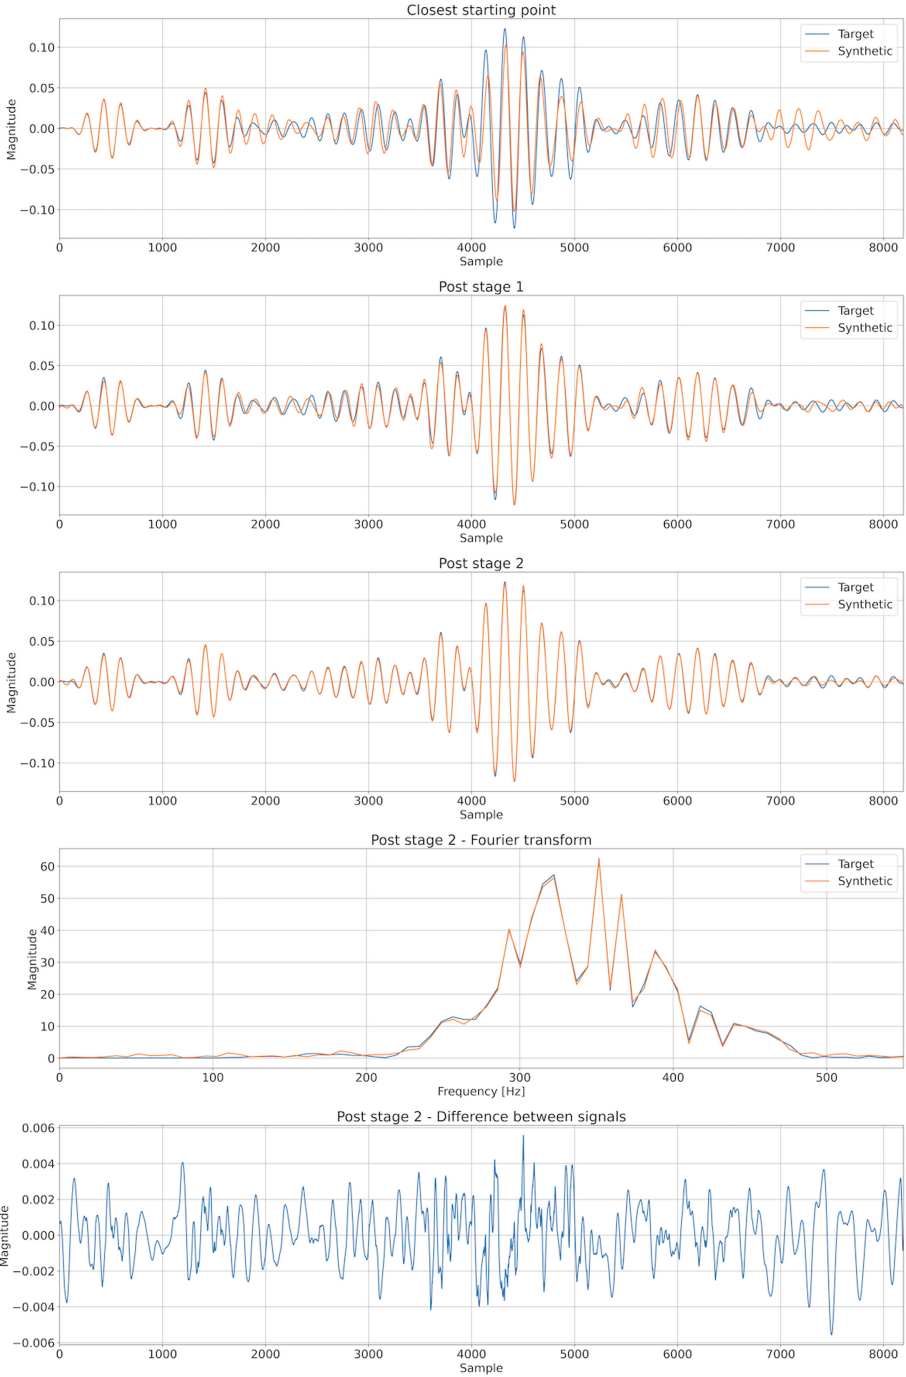 Closest starting point
Target
Synthetic
Magnitude
0.10
0.05
0.00
−0.05
−0.10
0 1000 2000 3000 4000 5000 6000 7000 8000
Sample
Post stage 1
Target
Synthetic
Magnitude
0.10
0.05
0.00
−0.05
−0.10
0 1000 2000 3000 4000 5000 6000 7000 8000
Sample
Post stage 2
Target
Synthetic
Magnitude
0.10
0.05
0.00
−0.05
−0.10
0 1000 2000 3000 4000 5000 6000 7000 8000
Sample
Post stage 2 - Fourier transform
Target
Synthetic
Magnitude
60
50
40
30
20
10
0
0 100 200 300 400 500
Frequency [Hz]
Post stage 2 - Difference between signals
Magnitude
0.006
0.004
0.002
0.000
−0.002
−0.004
−0.006
0 1000 2000 3000 4000 5000 6000 7000 8000
Sample